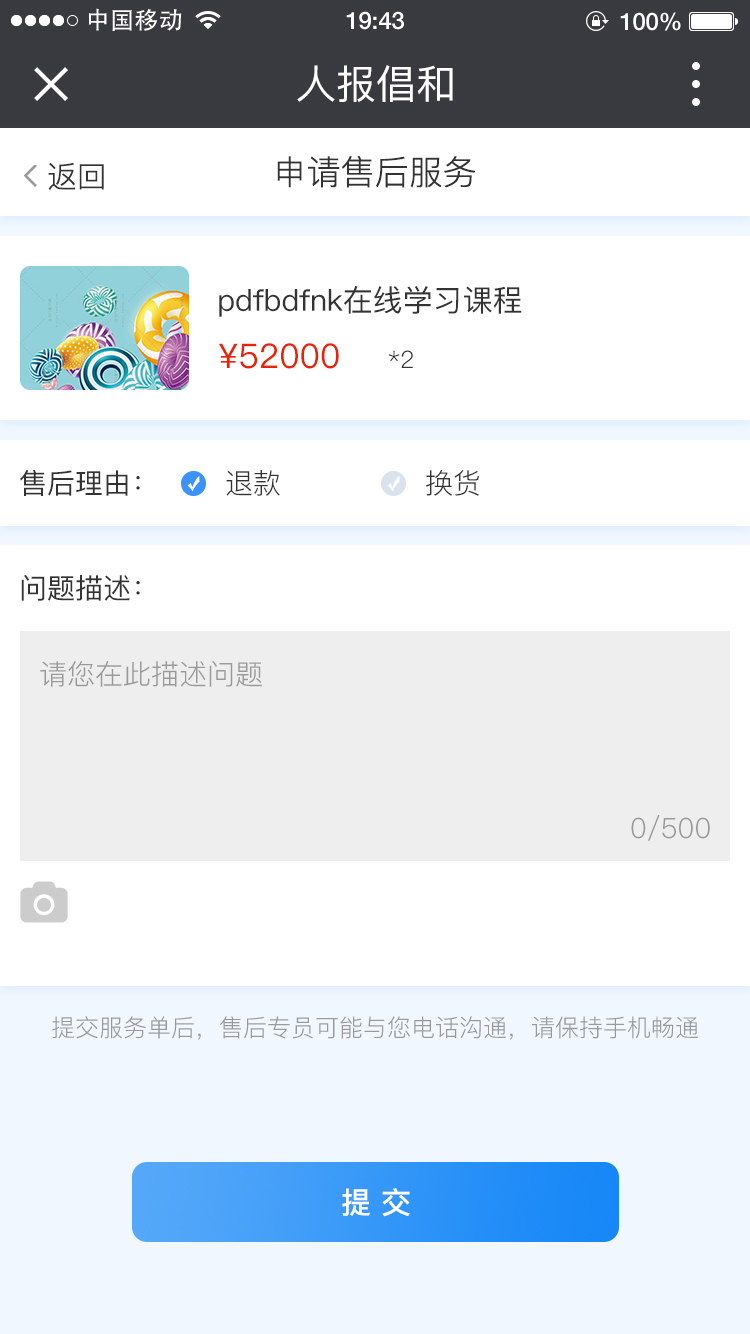 中国移动 19:43 100%
人报倡和
返回 申请售后服务
pdfbdfnk在线学习课程
¥52000 *2
售后理由： 退款 换货
问题描述：
请您在此描述问题
0/500
提交服务单后，售后专员可能与您电话沟通，请保持手机畅通
提交